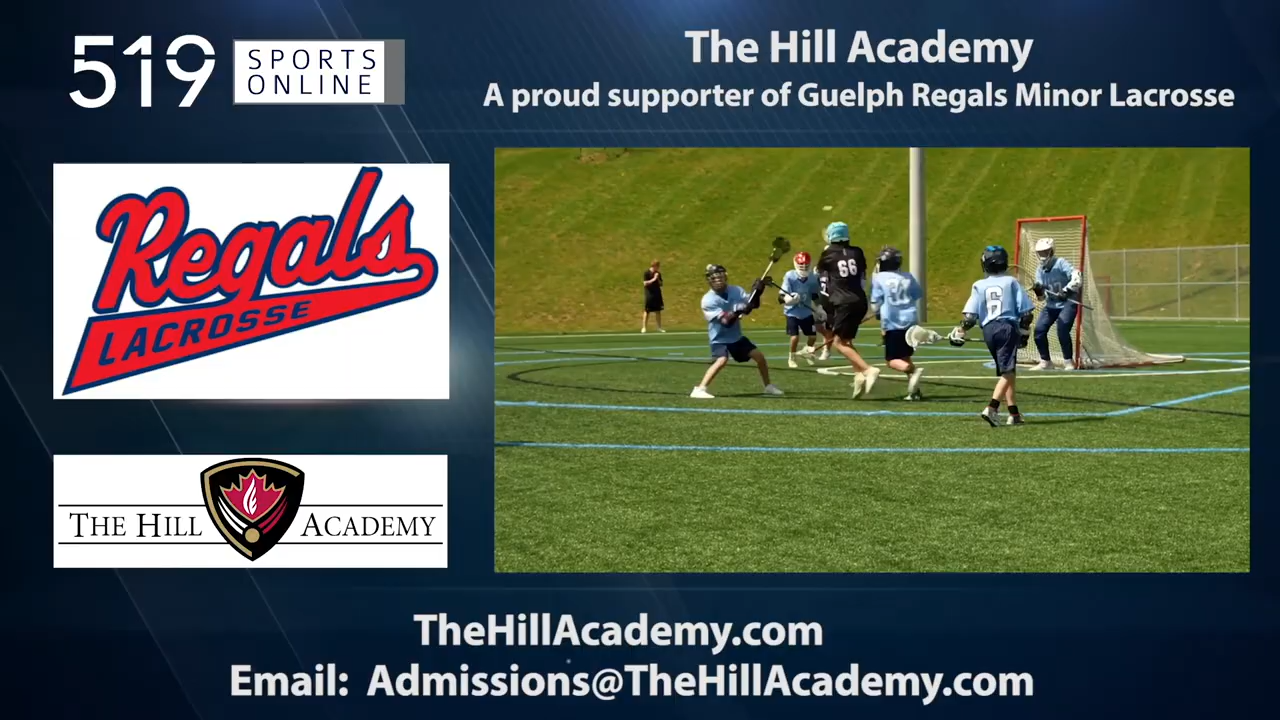 519 SPORTS ONLINE
The Hill Academy
A proud supporter of Guelph Regals Minor Lacrosse
Regals
LACROSSE
66
6
THE HILL ACADEMY
TheHillAcademy.com
Email: Admissions@TheHillAcademy.com